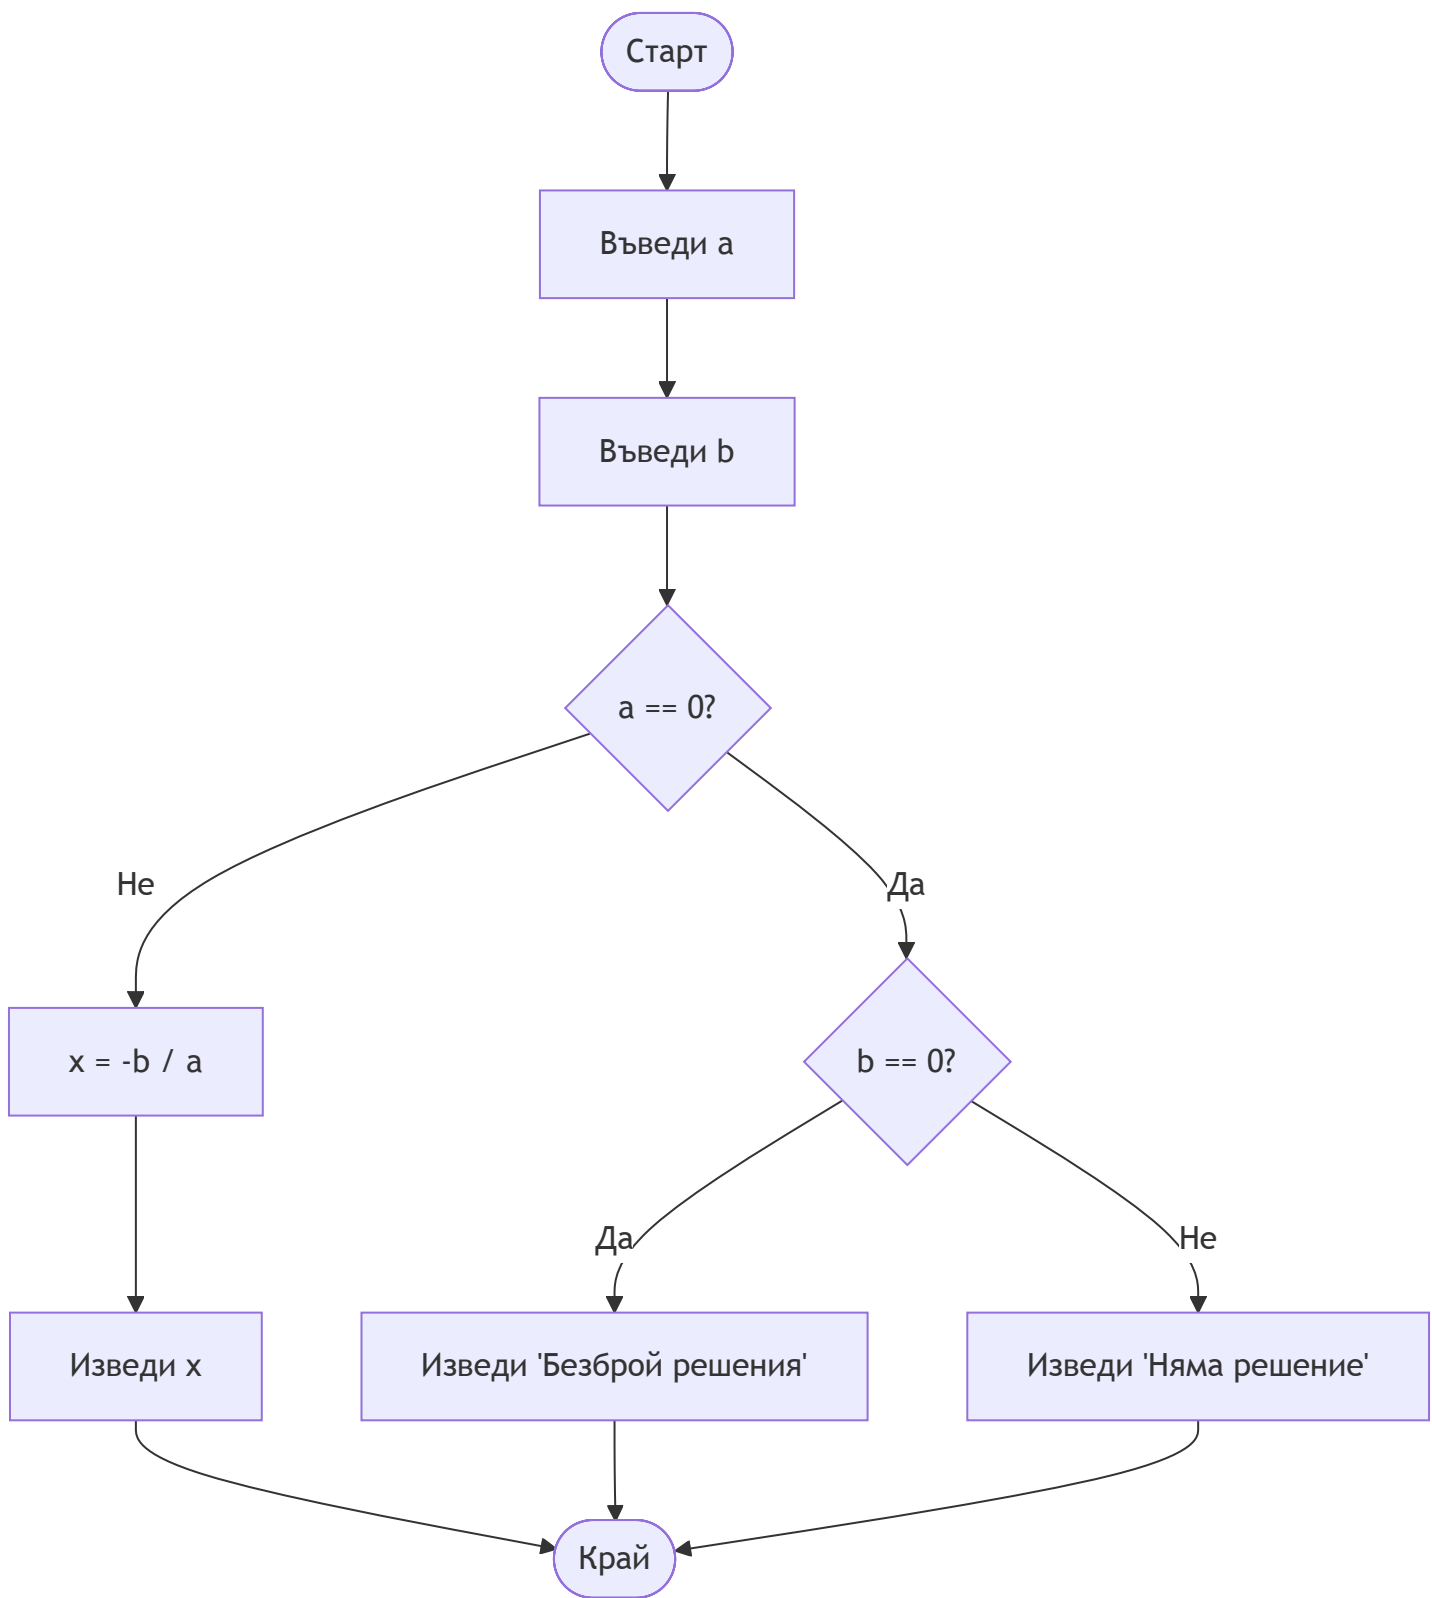 Старт
Въведи a
Въведи b
a == 0?
Не
Да
x = -b / a
b == 0?
Да
Не
Изведи x
Изведи 'Безброй решения'
Изведи 'Няма решение'
Край